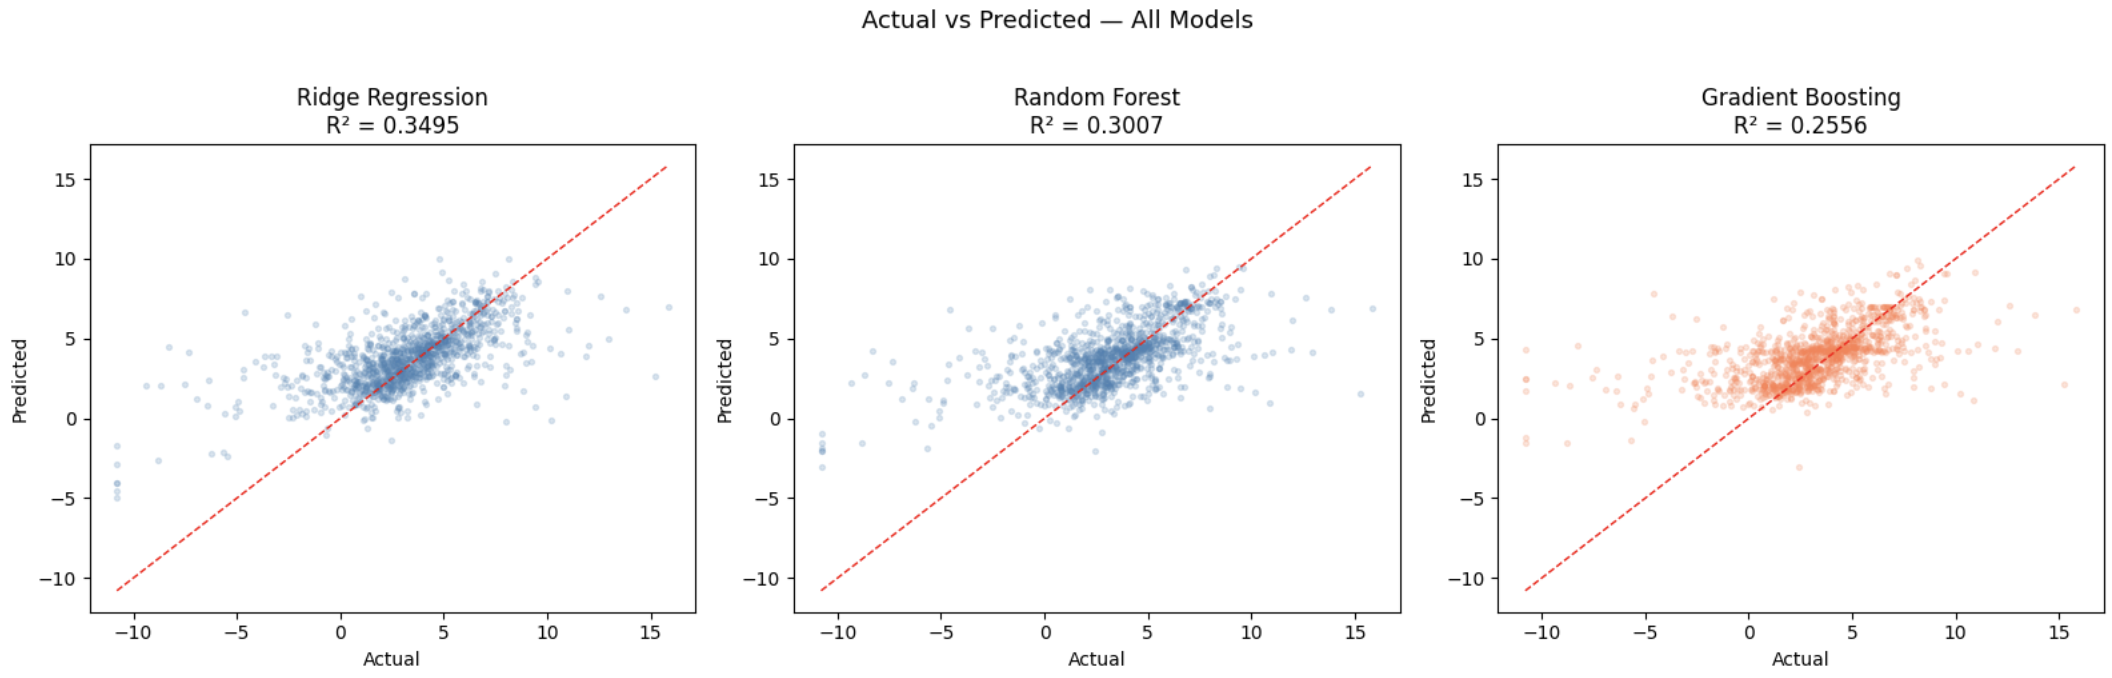 Actual vs Predicted — All Models
Ridge Regression
R² = 0.3495
Predicted
15
10
5
0
−5
−10
−10 −5 0 5 10 15
Actual
Random Forest
R² = 0.3007
Predicted
15
10
5
0
−5
−10
−10 −5 0 5 10 15
Actual
Gradient Boosting
R² = 0.2556
Predicted
15
10
5
0
−5
−10
−10 −5 0 5 10 15
Actual